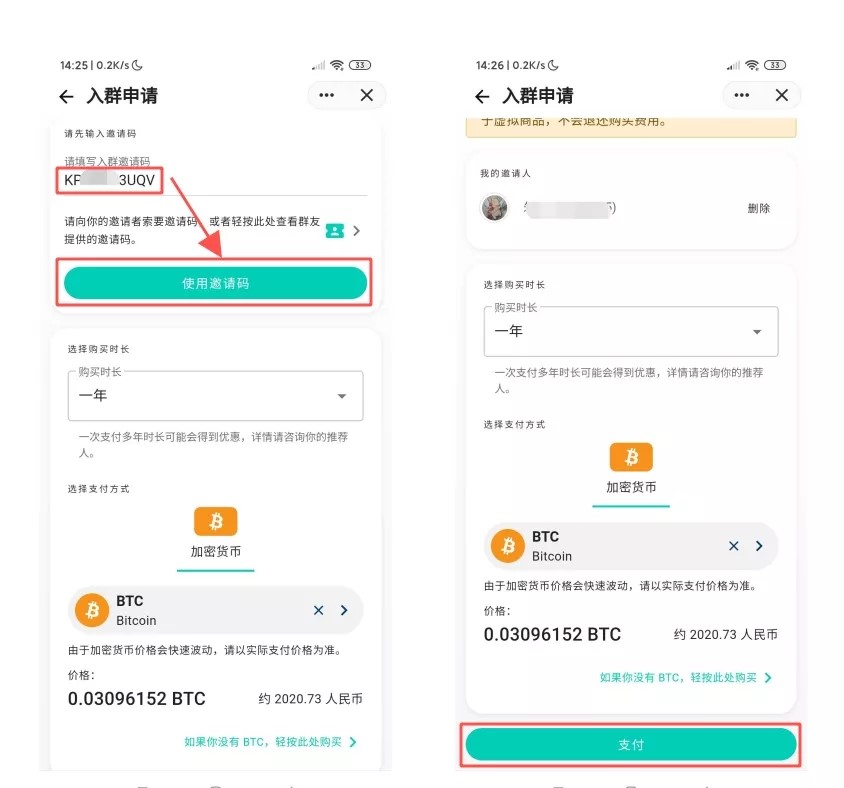 14:25 | 0.2K/s
33
入群申请
请先输入邀请码
请填写入群邀请码
KF 3UQV
请向你的邀请者索要邀请码，或者轻按此处查看群友
提供的邀请码。
使用邀请码
选择购买时长
购买时长
一年
一次支付多年时长可能会得到优惠，详情请咨询你的推荐
人。
选择支付方式
加密货币
BTC
Bitcoin
由于加密货币价格会快速波动，请以实际支付价格为准。
价格：
0.03096152 BTC
约 2020.73 人民币
如果你没有 BTC，轻按此处购买
14:26 | 0.2K/s
33
入群申请
于虚拟商品，不会退还购买费用。
我的邀请人
删除
选择购买时长
购买时长
一年
一次支付多年时长可能会得到优惠，详情请咨询你的推荐
人。
选择支付方式
加密货币
BTC
Bitcoin
由于加密货币价格会快速波动，请以实际支付价格为准。
价格：
0.03096152 BTC
约 2020.73 人民币
如果你没有 BTC，轻按此处购买
支付